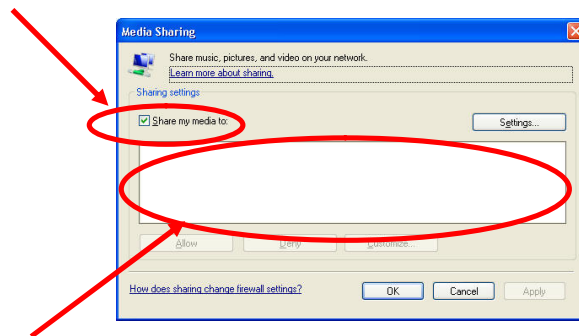 Media Sharing
Share music, pictures, and video on your network.
Learn more about sharing.
Sharing settings
Share my media to:
Settings...
Allow
Deny
Customize...
How does sharing change firewall settings?
OK
Cancel
Apply